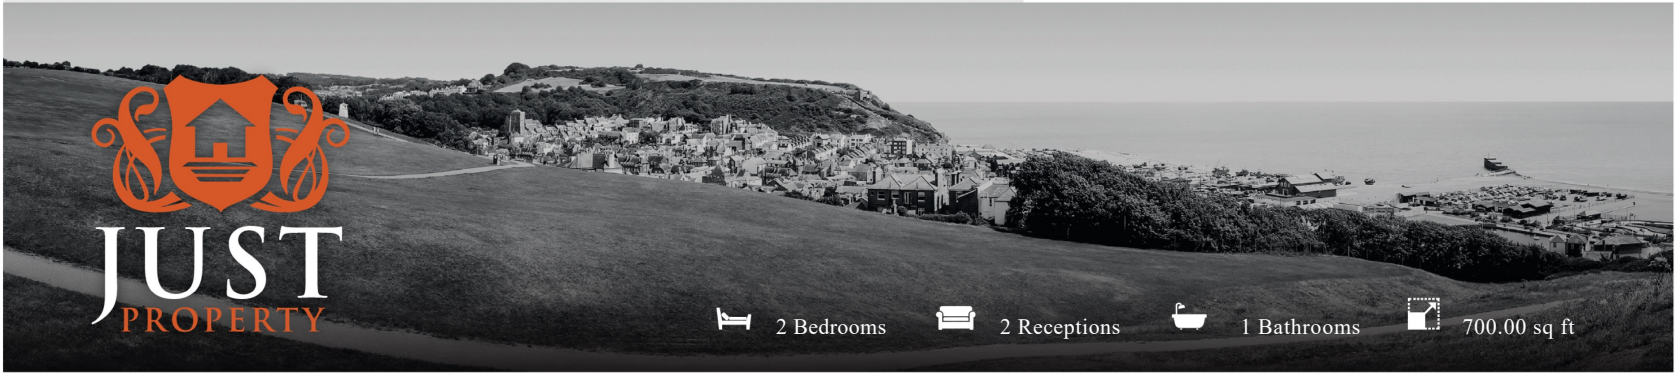 JUST
PROPERTY
2 Bedrooms
2 Receptions
1 Bathrooms
700.00 sq ft